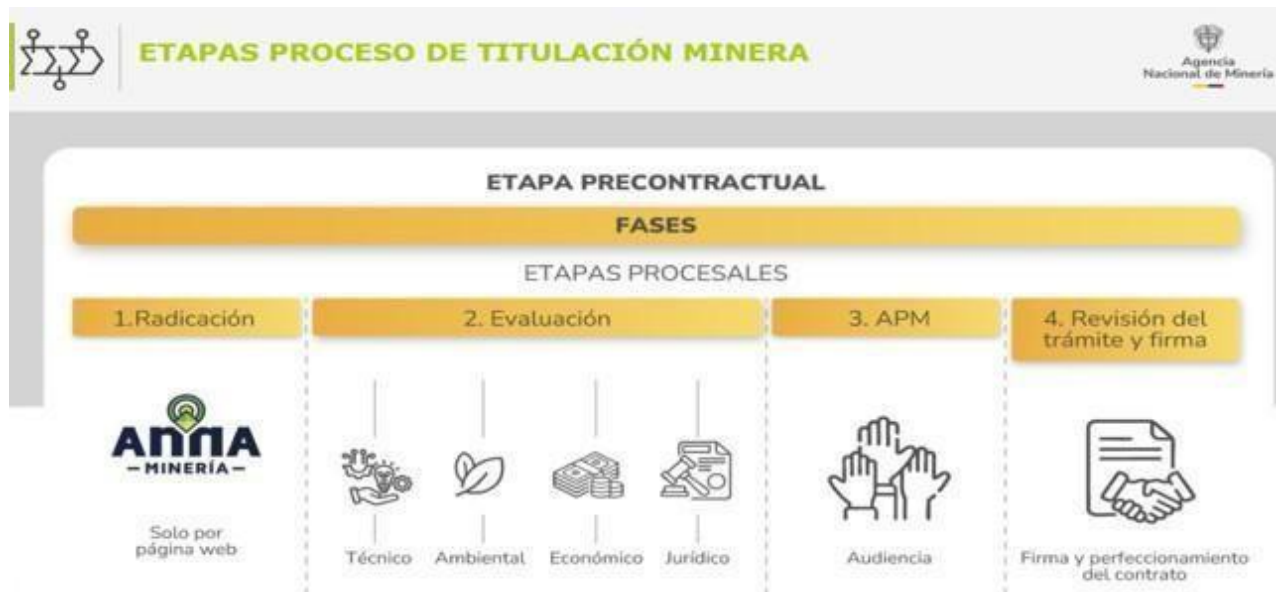 ETAPAS PROCESO DE TITULACIÓN MINERA
Agencia
Nacional de Minería
ETAPA PRECONTRACTUAL
FASES
ETAPAS PROCESALES
1.Radicación
2. Evaluación
3. APM
4. Revisión del
trámite y firma
ANNA
–MINERÍA–
Solo por
página web
Técnico
Ambiental
Económico
Jurídico
Audiencia
Firma y perfeccionamiento
del contrato